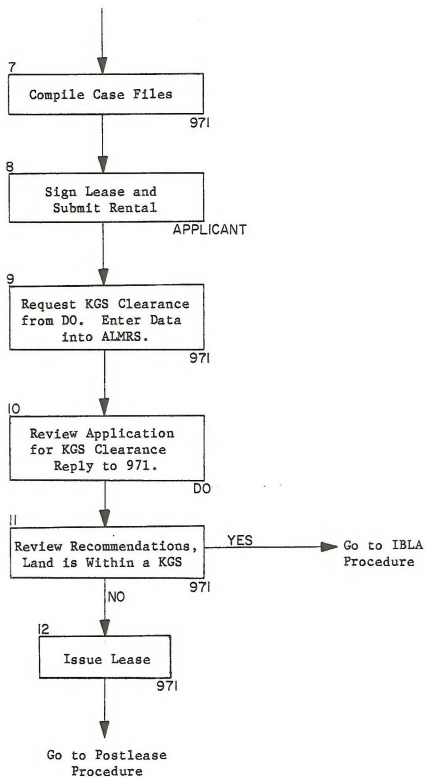 7
Compile Case Files
971
8
Sign Lease and
Submit Rental
APPLICANT
9
Request KGS Clearance
from DO. Enter Data
into ALMRS.
971
10
Review Application
for KGS Clearance
Reply to 971.
DO
11
Review Recommendations,
Land is Within a KGS
971
YES
Go to IBLA
Procedure
NO
12
Issue Lease
971
Go to Postlease
Procedure